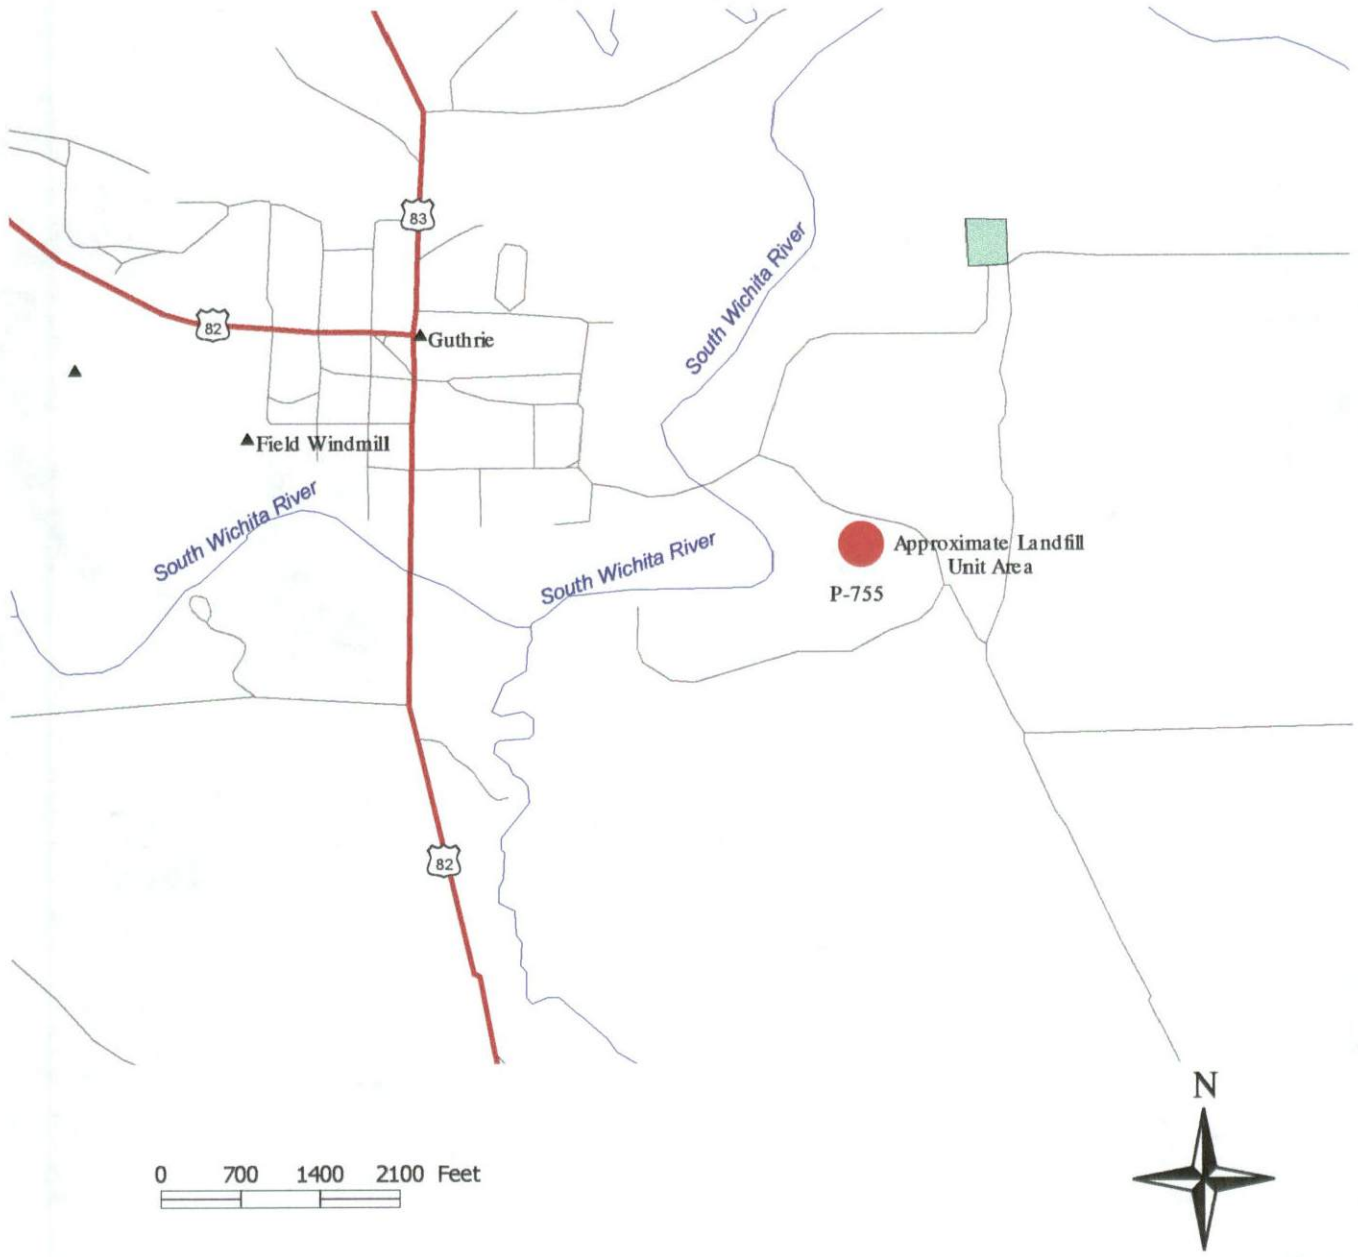 83
South Wichita River
82
Guthrie
Field Windmill
South Wichita River
South Wichita River
Approximate Landfill
Unit Area
P-755
82
N
0 700 1400 2100 Feet